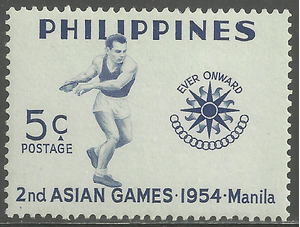 PHILIPPINES
EVER ONWARD
5c
POSTAGE
2nd ASIAN GAMES·1954·Manila